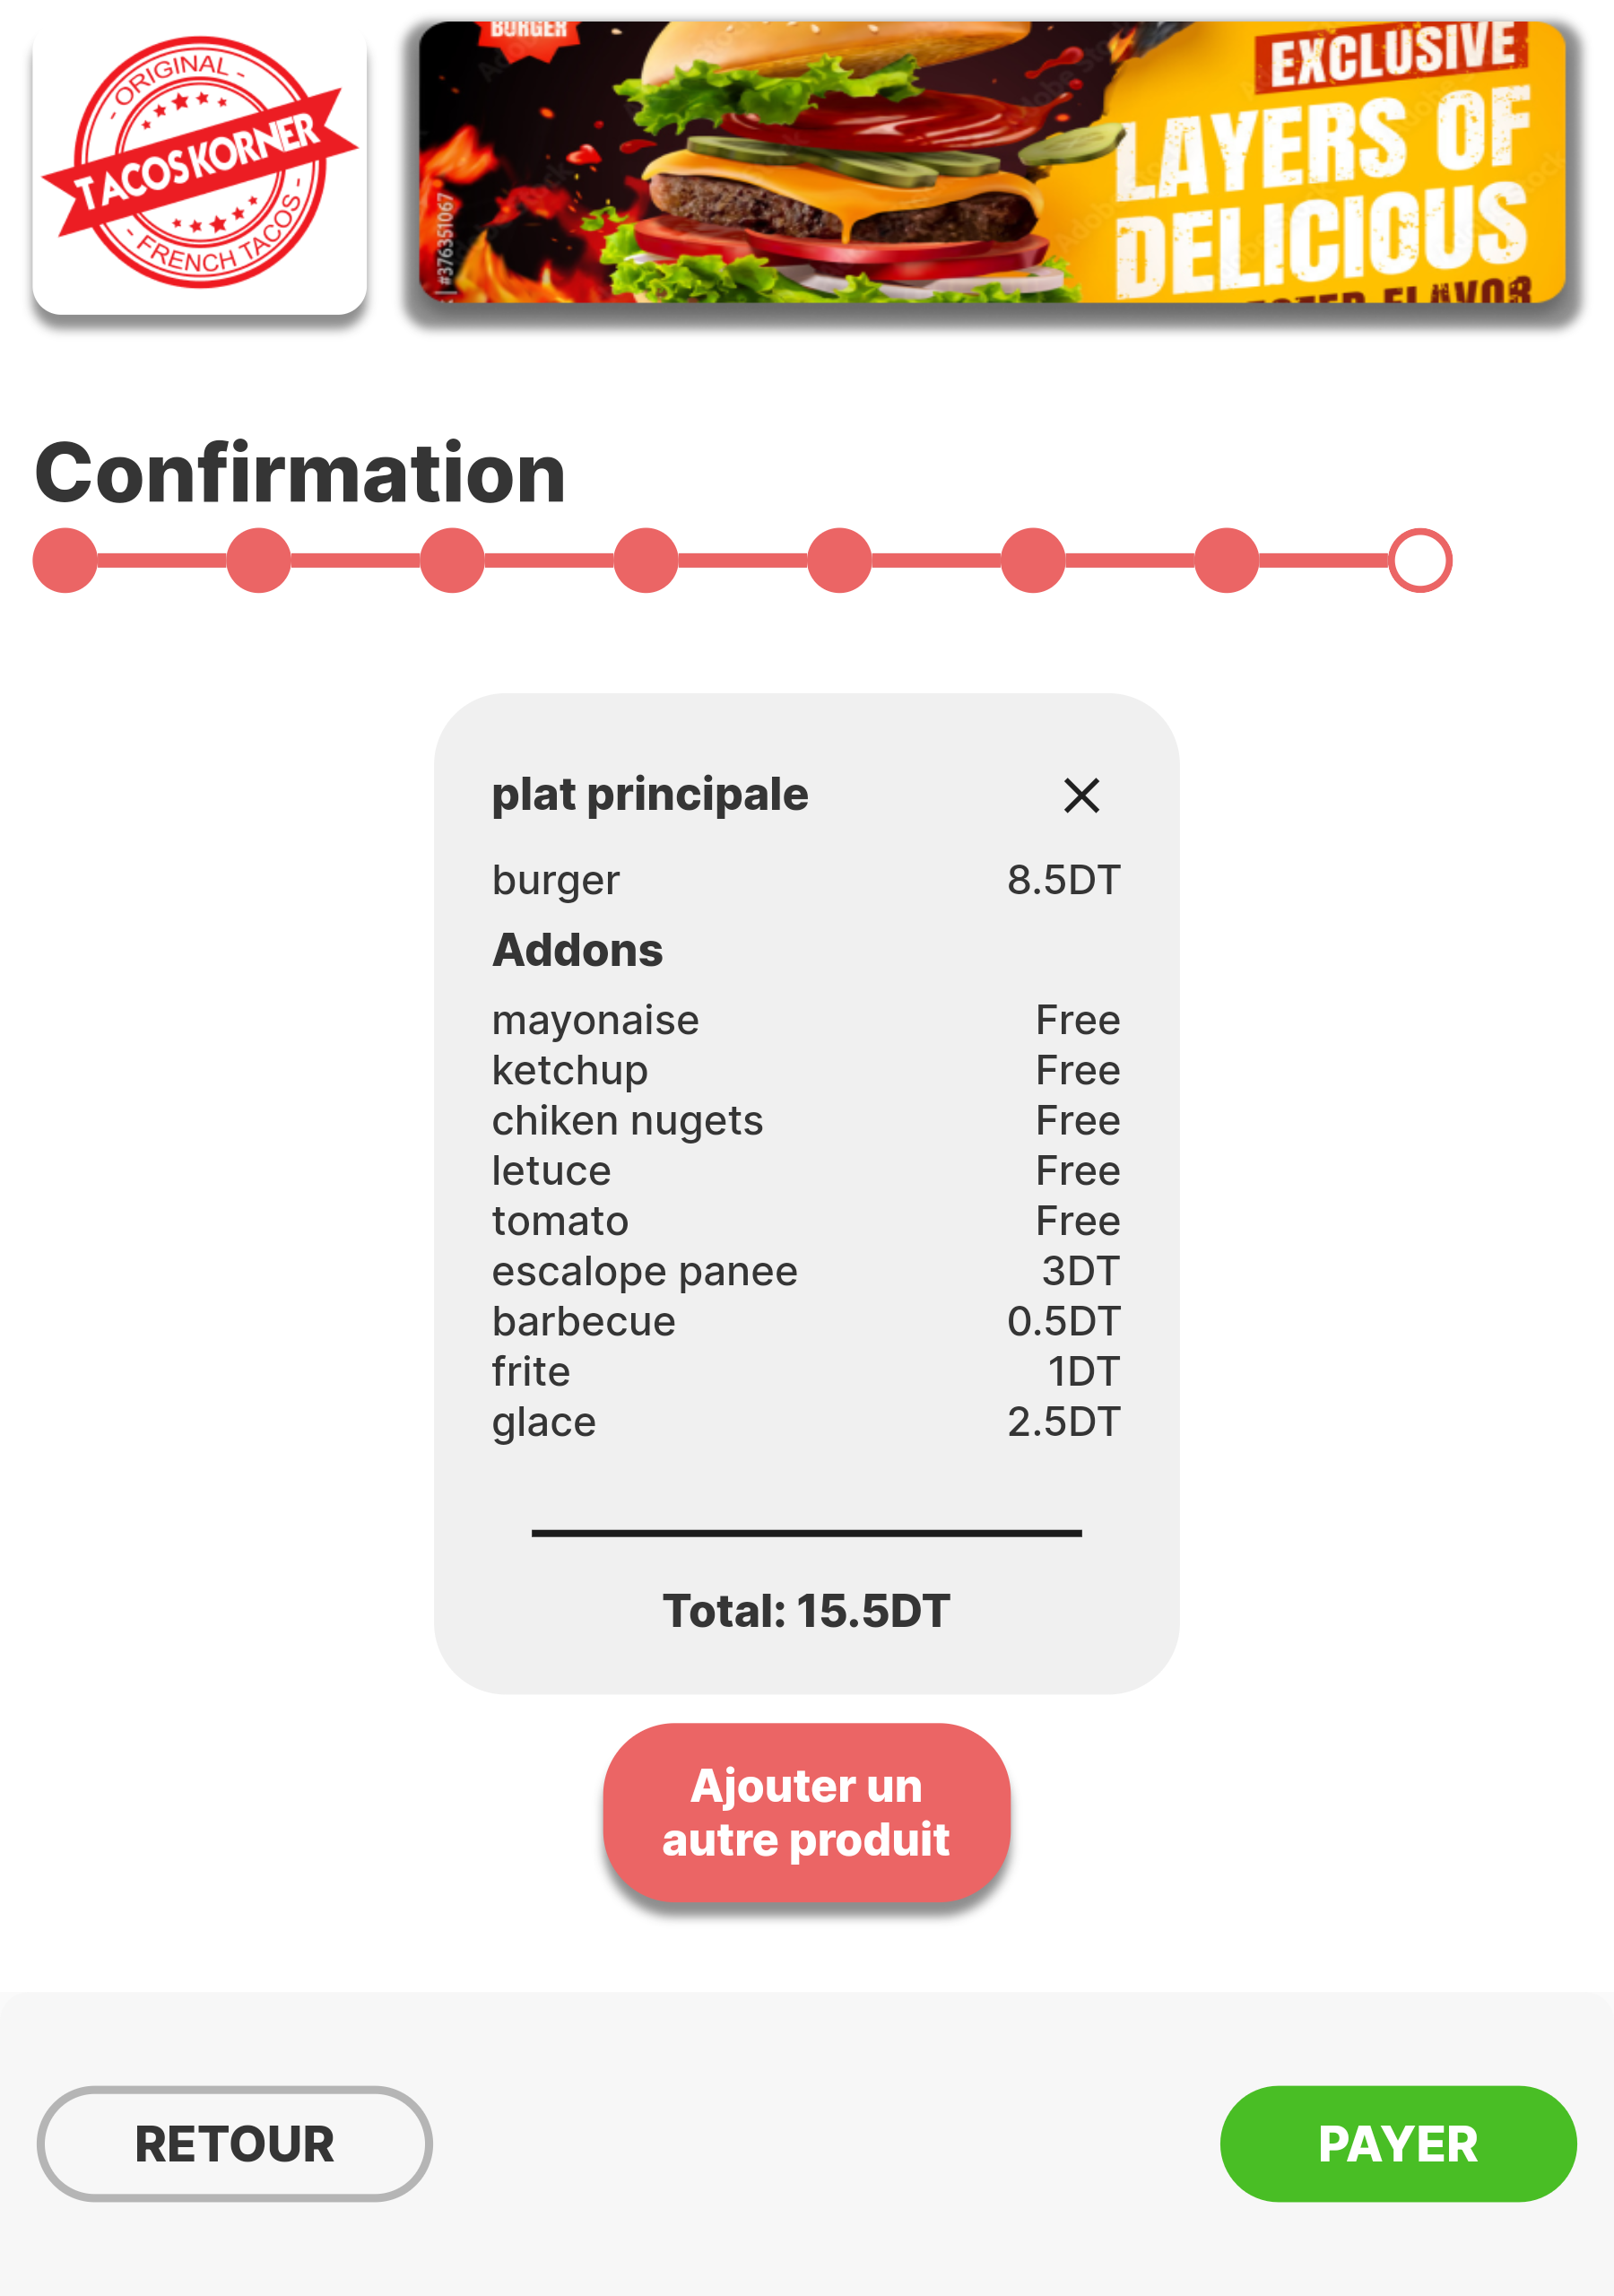 - ORIGINAL -
TACOSKORNER
- FRENCH TACOS -
BURGER
EXCLUSIVE
LAYERS OF
DELICIOUS
FLAVOR
| #376351067
Adobe Stock
Confirmation
plat principale
burger 8.5DT
Addons
mayonaise Free
ketchup Free
chiken nugets Free
letuce Free
tomato Free
escalope panee 3DT
barbecue 0.5DT
frite 1DT
glace 2.5DT
Total: 15.5DT
Ajouter un
autre produit
RETOUR
PAYER